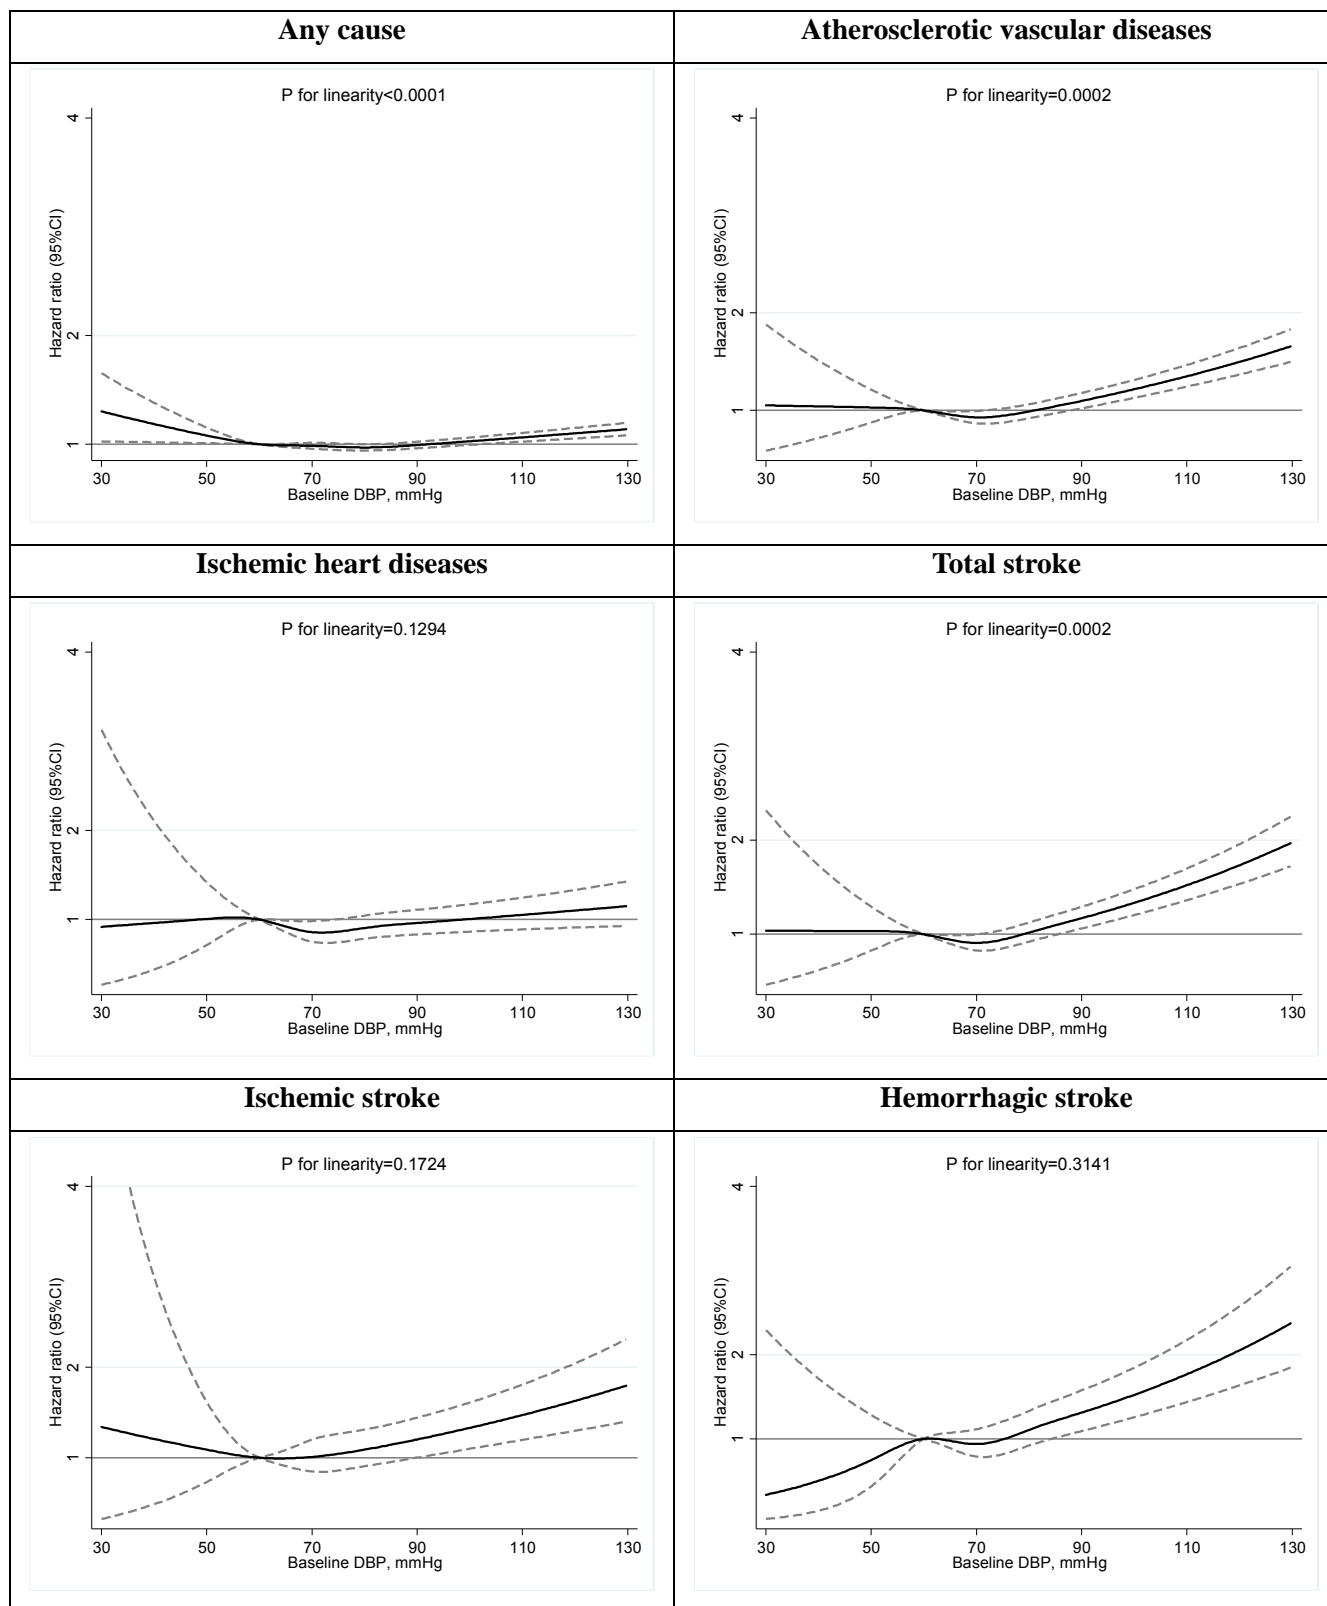 Any cause
Atherosclerotic vascular diseases
P for linearity<0.0001
4
2
1
Hazard ratio (95%CI)
30 50 70 90 110 130
Baseline DBP, mmHg
P for linearity=0.0002
4
2
1
Hazard ratio (95%CI)
30 50 70 90 110 130
Baseline DBP, mmHg
Ischemic heart diseases
Total stroke
P for linearity=0.1294
4
2
1
Hazard ratio (95%CI)
30 50 70 90 110 130
Baseline DBP, mmHg
P for linearity=0.0002
4
2
1
Hazard ratio (95%CI)
30 50 70 90 110 130
Baseline DBP, mmHg
Ischemic stroke
Hemorrhagic stroke
P for linearity=0.1724
4
2
1
Hazard ratio (95%CI)
30 50 70 90 110 130
Baseline DBP, mmHg
P for linearity=0.3141
4
2
1
Hazard ratio (95%CI)
30 50 70 90 110 130
Baseline DBP, mmHg